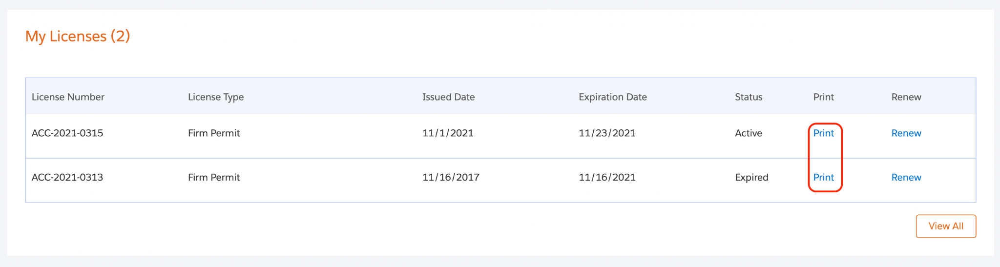 My Licenses (2)
License Number License Type Issued Date Expiration Date Status Print Renew
ACC-2021-0315 Firm Permit 11/1/2021 11/23/2021 Active Print Renew
ACC-2021-0313 Firm Permit 11/16/2017 11/16/2021 Expired Print Renew
View All